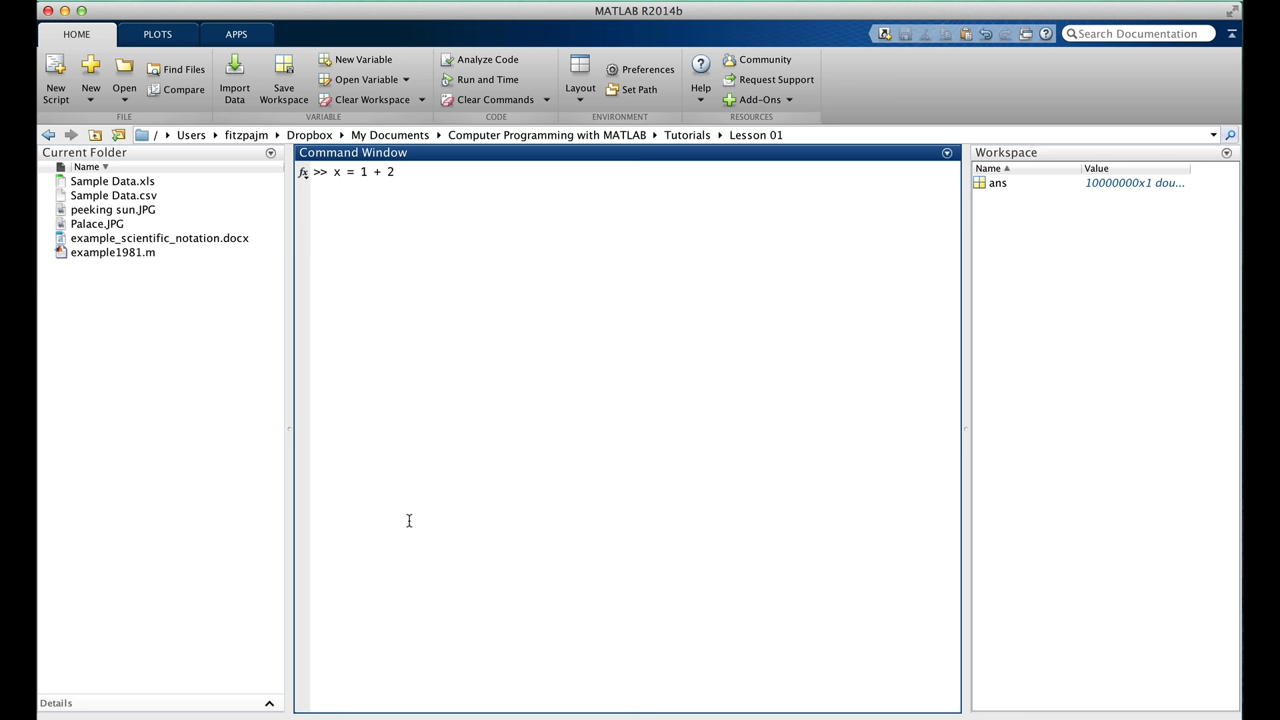 MATLAB R2014b
HOME PLOTS APPS
Search Documentation
New Script
New
Open
Find Files
Compare
FILE
Import Data
Save Workspace
New Variable
Open Variable
Clear Workspace
VARIABLE
Analyze Code
Run and Time
Clear Commands
CODE
Layout
Preferences
Set Path
ENVIRONMENT
Help
Community
Request Support
Add-Ons
RESOURCES
/ Users fitzpajm Dropbox My Documents Computer Programming with MATLAB Tutorials Lesson 01
Current Folder
Name
Sample Data.xls
Sample Data.csv
peeking sun.JPG
Palace.JPG
example_scientific_notation.docx
example1981.m
Details
Command Window
fx >> x = 1 + 2
Workspace
Name Value
ans 10000000x1 dou...